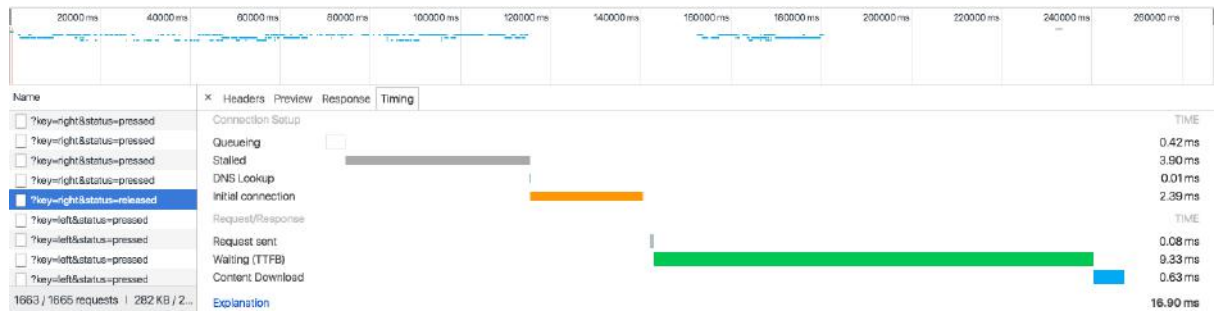 20000 ms 40000 ms 60000 ms 80000 ms 100000 ms 120000 ms 140000 ms 160000 ms 180000 ms 200000 ms 220000 ms 240000 ms 260000 ms
Name × Headers Preview Response Timing
?key=right&status=pressed Connection Setup TIME
?key=right&status=pressed Queueing 0.42 ms
?key=right&status=pressed Stalled 3.90 ms
?key=right&status=pressed DNS Lookup 0.01 ms
?key=right&status=released Initial connection 2.39 ms
?key=left&status=pressed Request/Response TIME
?key=left&status=pressed Request sent 0.08 ms
?key=left&status=pressed Waiting (TTFB) 9.33 ms
?key=left&status=pressed Content Download 0.63 ms
1663 / 1665 requests | 282 KB / 2... Explanation 16.90 ms